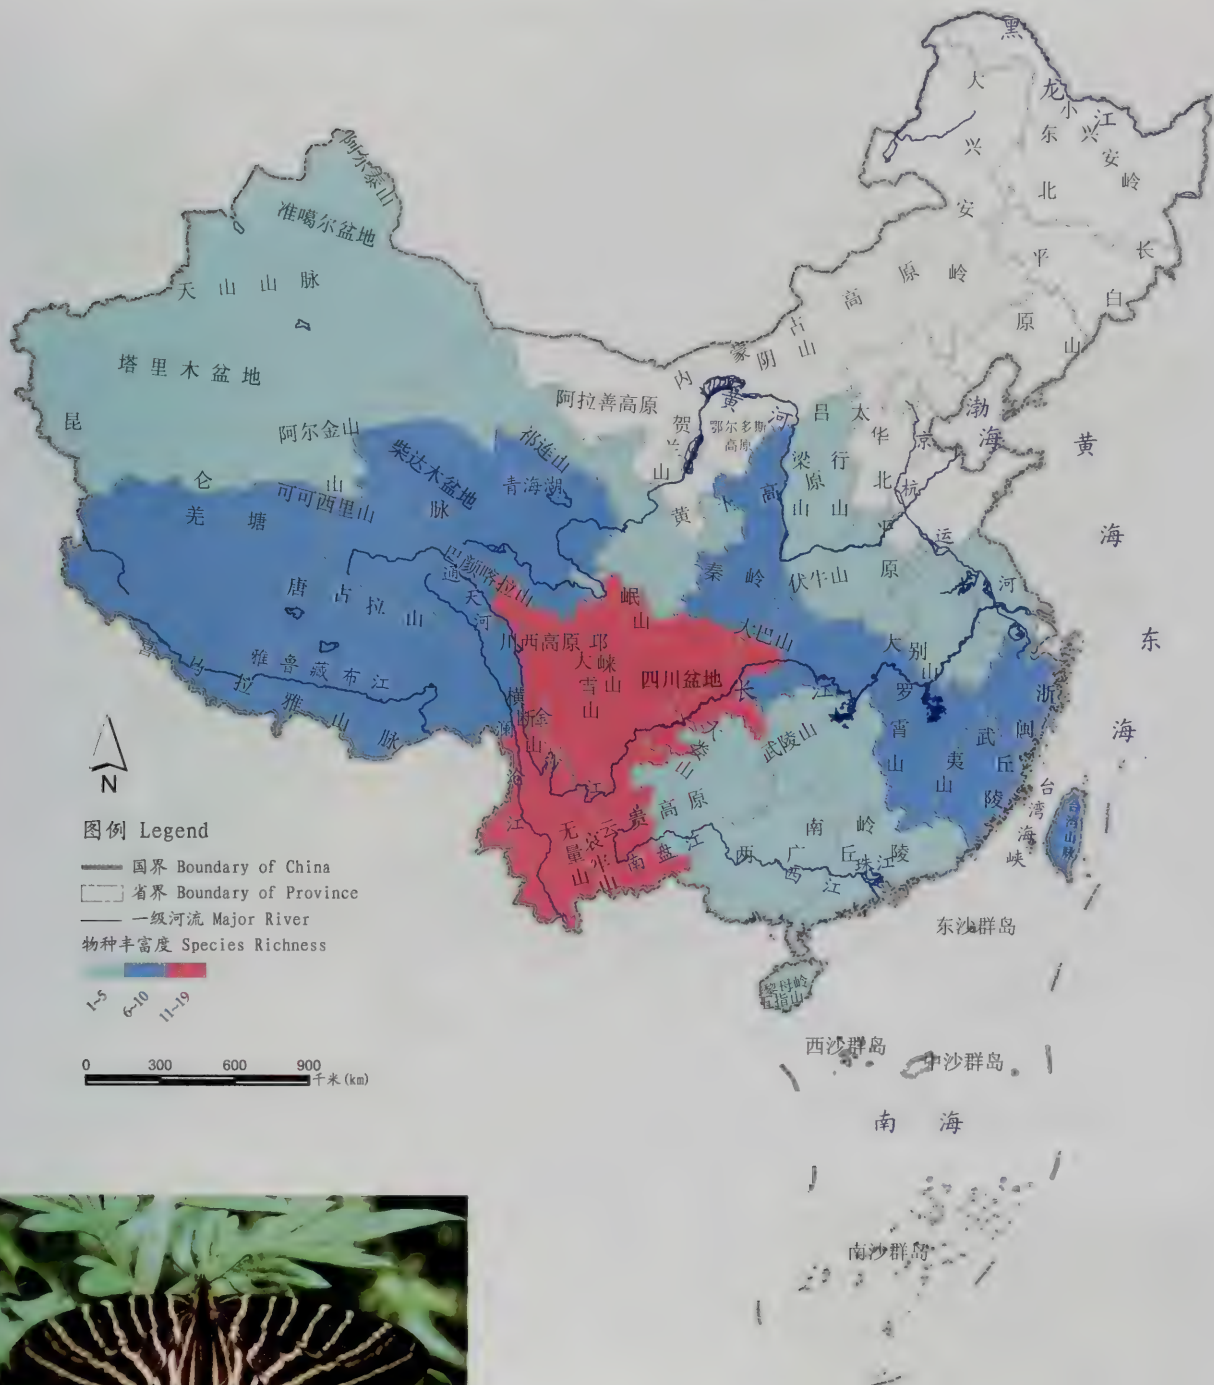 黑龙江
大兴安岭
小兴安岭
东北平原
长白山
阿尔泰山
准噶尔盆地
天山山脉
塔里木盆地
昆仑山脉
阿尔金山
祁连山
柴达木盆地
青海湖
可可西里山
羌塘
阿拉善高原
内蒙古高原
阴山
贺兰山
黄河
鄂尔多斯
高原
吕梁山
太行山
华北平原
京杭运河
渤海
黄海
黄土高原
秦岭
伏牛山
巴颜喀拉山
通天河
唐古拉山
岷山
川西高原
邛崃山
大雪山
四川盆地
大巴山
大别山
喜马拉雅山脉
雅鲁藏布江
横断山
金沙江
澜沧江
长江
大娄山
武陵山
罗霄山
武夷山
浙闽丘陵
东海
台湾海峡
台湾山脉
云贵高原
无量山
哀牢山
南盘江
南岭
两广丘陵
西江
珠江
黎母岭
五指山
东沙群岛
西沙群岛
中沙群岛
南海
南沙群岛
N
图例 Legend
国界 Boundary of China
省界 Boundary of Province
一级河流 Major River
物种丰富度 Species Richness
1~5 6~10 11~19
0 300 600 900
千米(km)